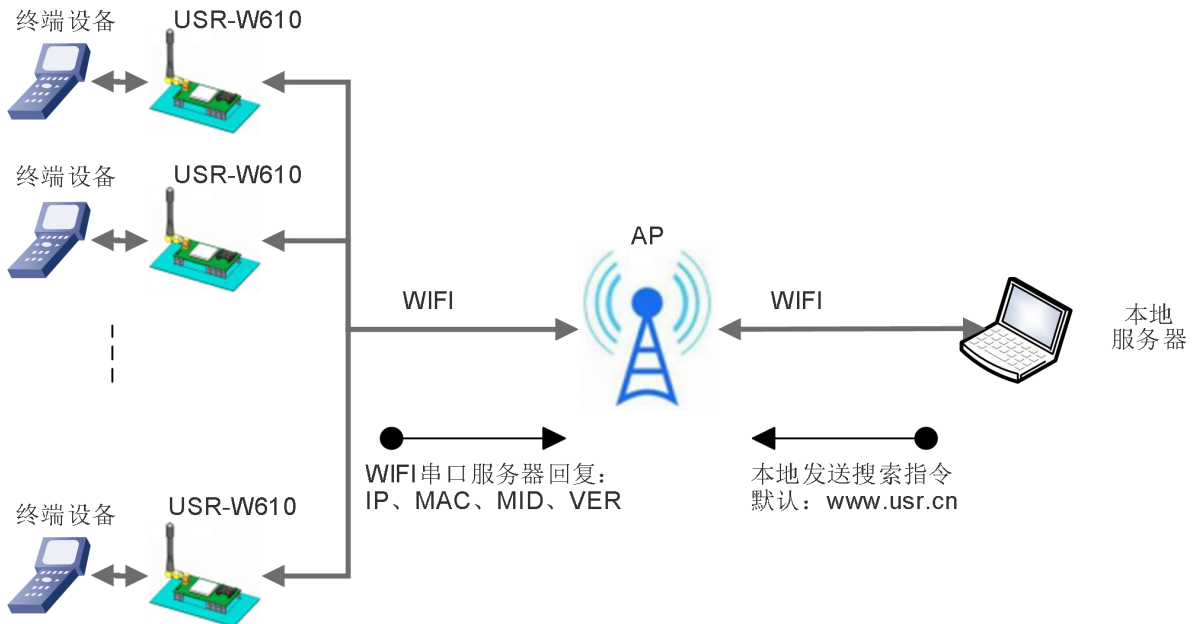 终端设备
USR-W610
终端设备
USR-W610
AP
WIFI
WIFI
本地
服务器
WIFI串口服务器回复：
IP、MAC、MID、VER
本地发送搜索指令
默认：www.usr.cn
终端设备
USR-W610